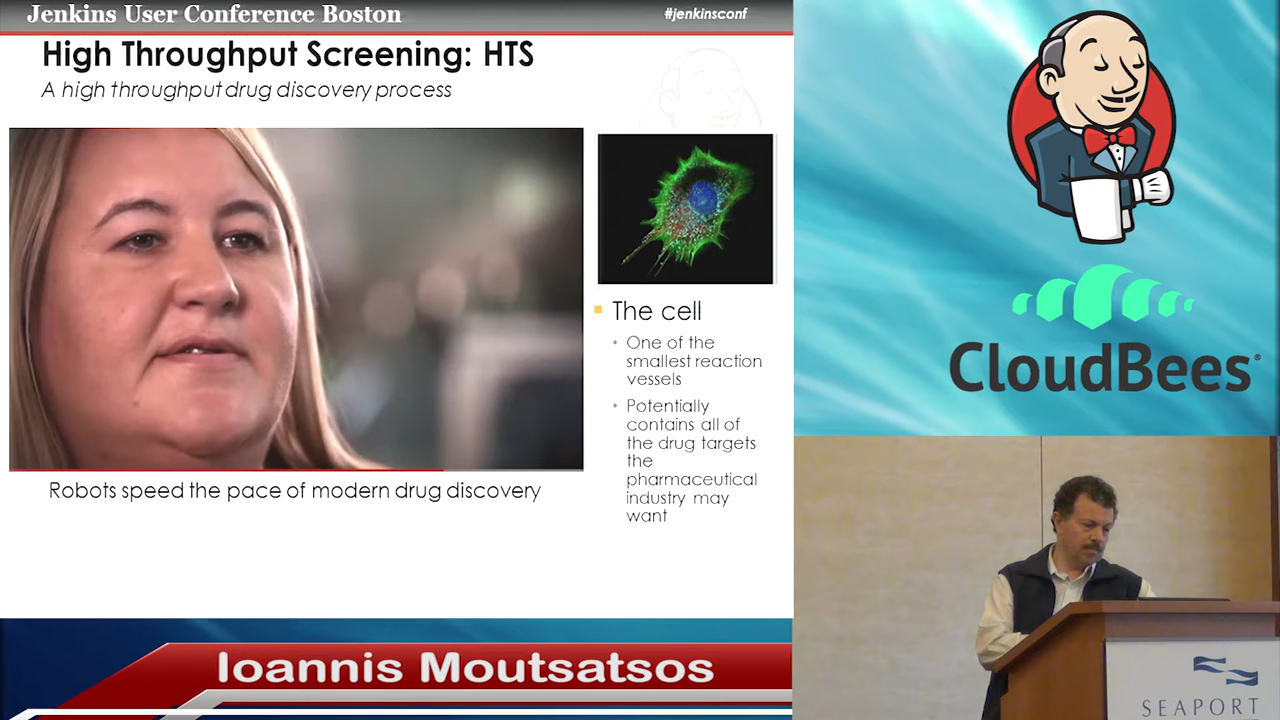 Jenkins User Conference Boston
#jenkinsconf
High Throughput Screening: HTS
A high throughput drug discovery process
The cell
One of the
smallest reaction
vessels
Potentially
contains all of
the drug targets
the
pharmaceutical
industry may
want
Robots speed the pace of modern drug discovery
Ioannis Moutsatsos
CloudBees®
SEAPORT